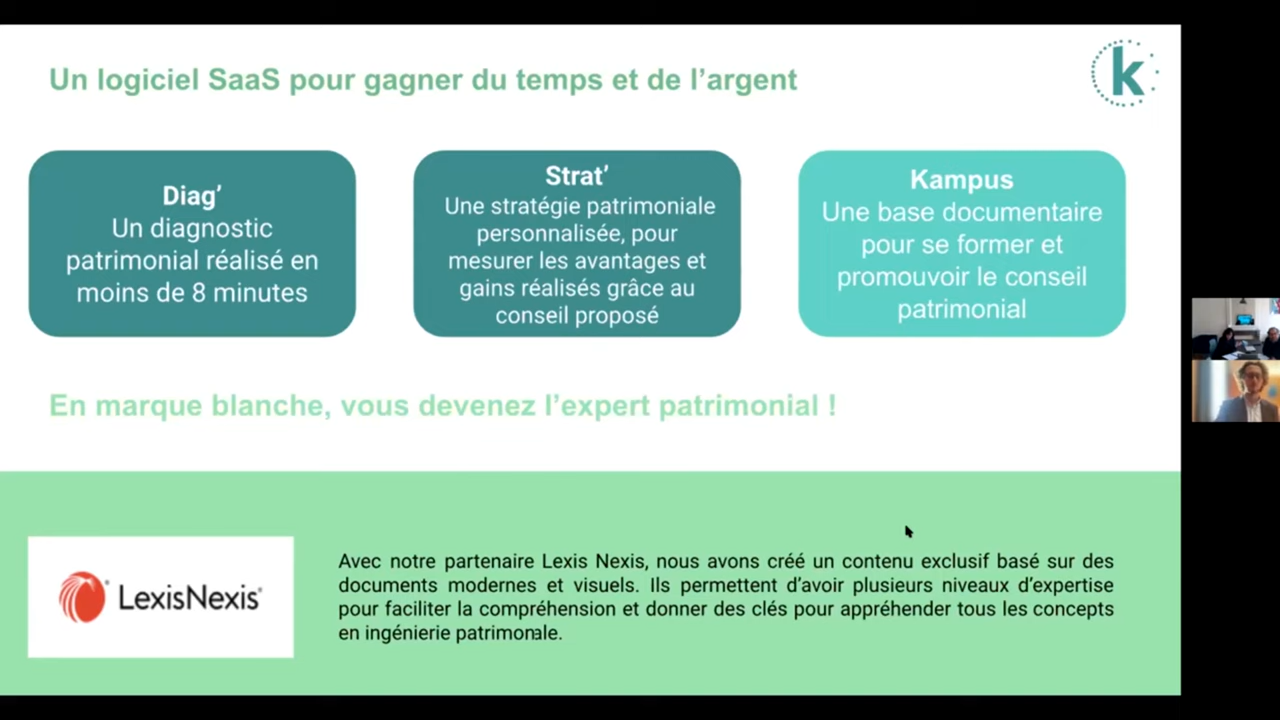 Un logiciel SaaS pour gagner du temps et de l’argent
k
Diag’
Un diagnostic
patrimonial réalisé en
moins de 8 minutes
Strat’
Une stratégie patrimoniale
personnalisée, pour
mesurer les avantages et
gains réalisés grâce au
conseil proposé
Kampus
Une base documentaire
pour se former et
promouvoir le conseil
patrimonial
En marque blanche, vous devenez l’expert patrimonial !
LexisNexis®
Avec notre partenaire Lexis Nexis, nous avons créé un contenu exclusif basé sur des
documents modernes et visuels. Ils permettent d’avoir plusieurs niveaux d’expertise
pour faciliter la compréhension et donner des clés pour appréhender tous les concepts
en ingénierie patrimonale.